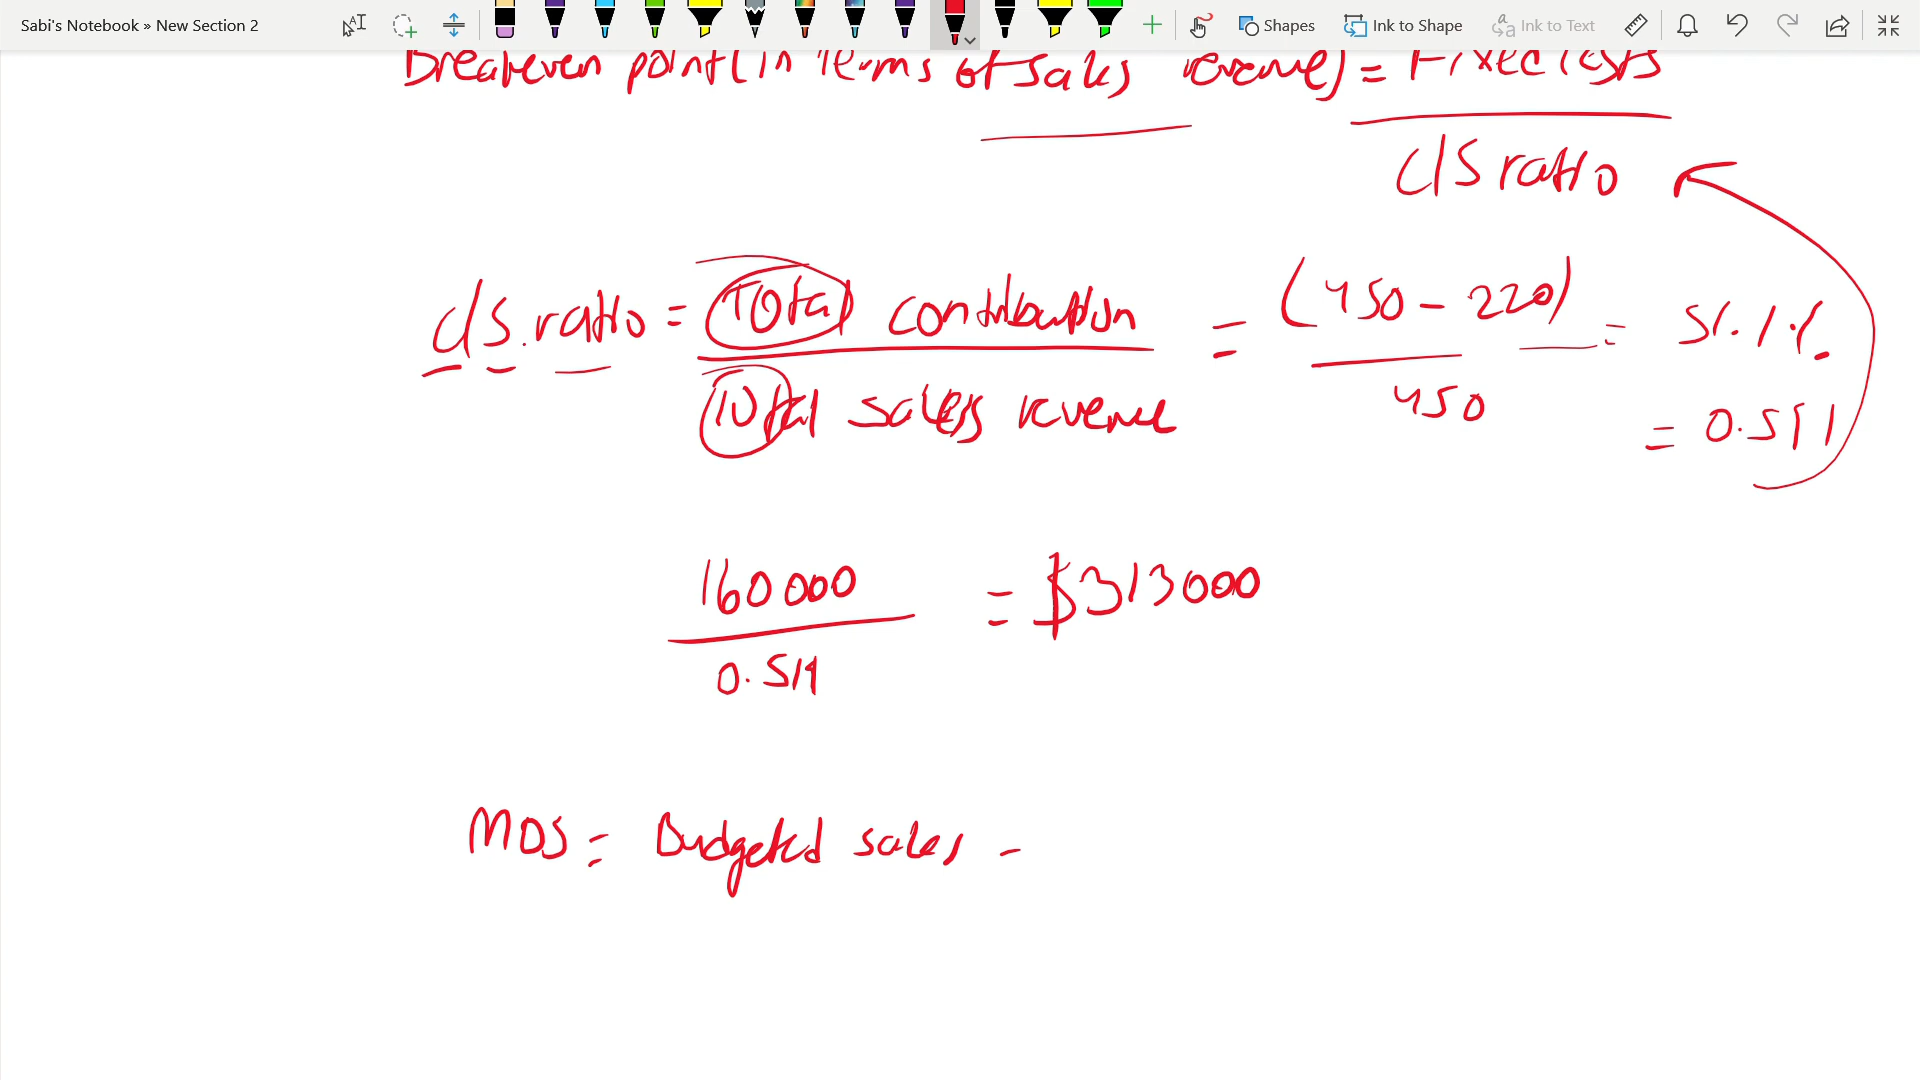 Sabi's Notebook » New Section 2 Shapes Ink to Shape Ink to Text
Breakeven point (in terms of sales revenue) = Fixed Costs
C/S ratio
C/S. ratio = Total contribution = (450 - 220) = 51.1%.
Total sales revenue 450
= 0.511
160000 = $313000
0.511
MOS = Budgeted sales -